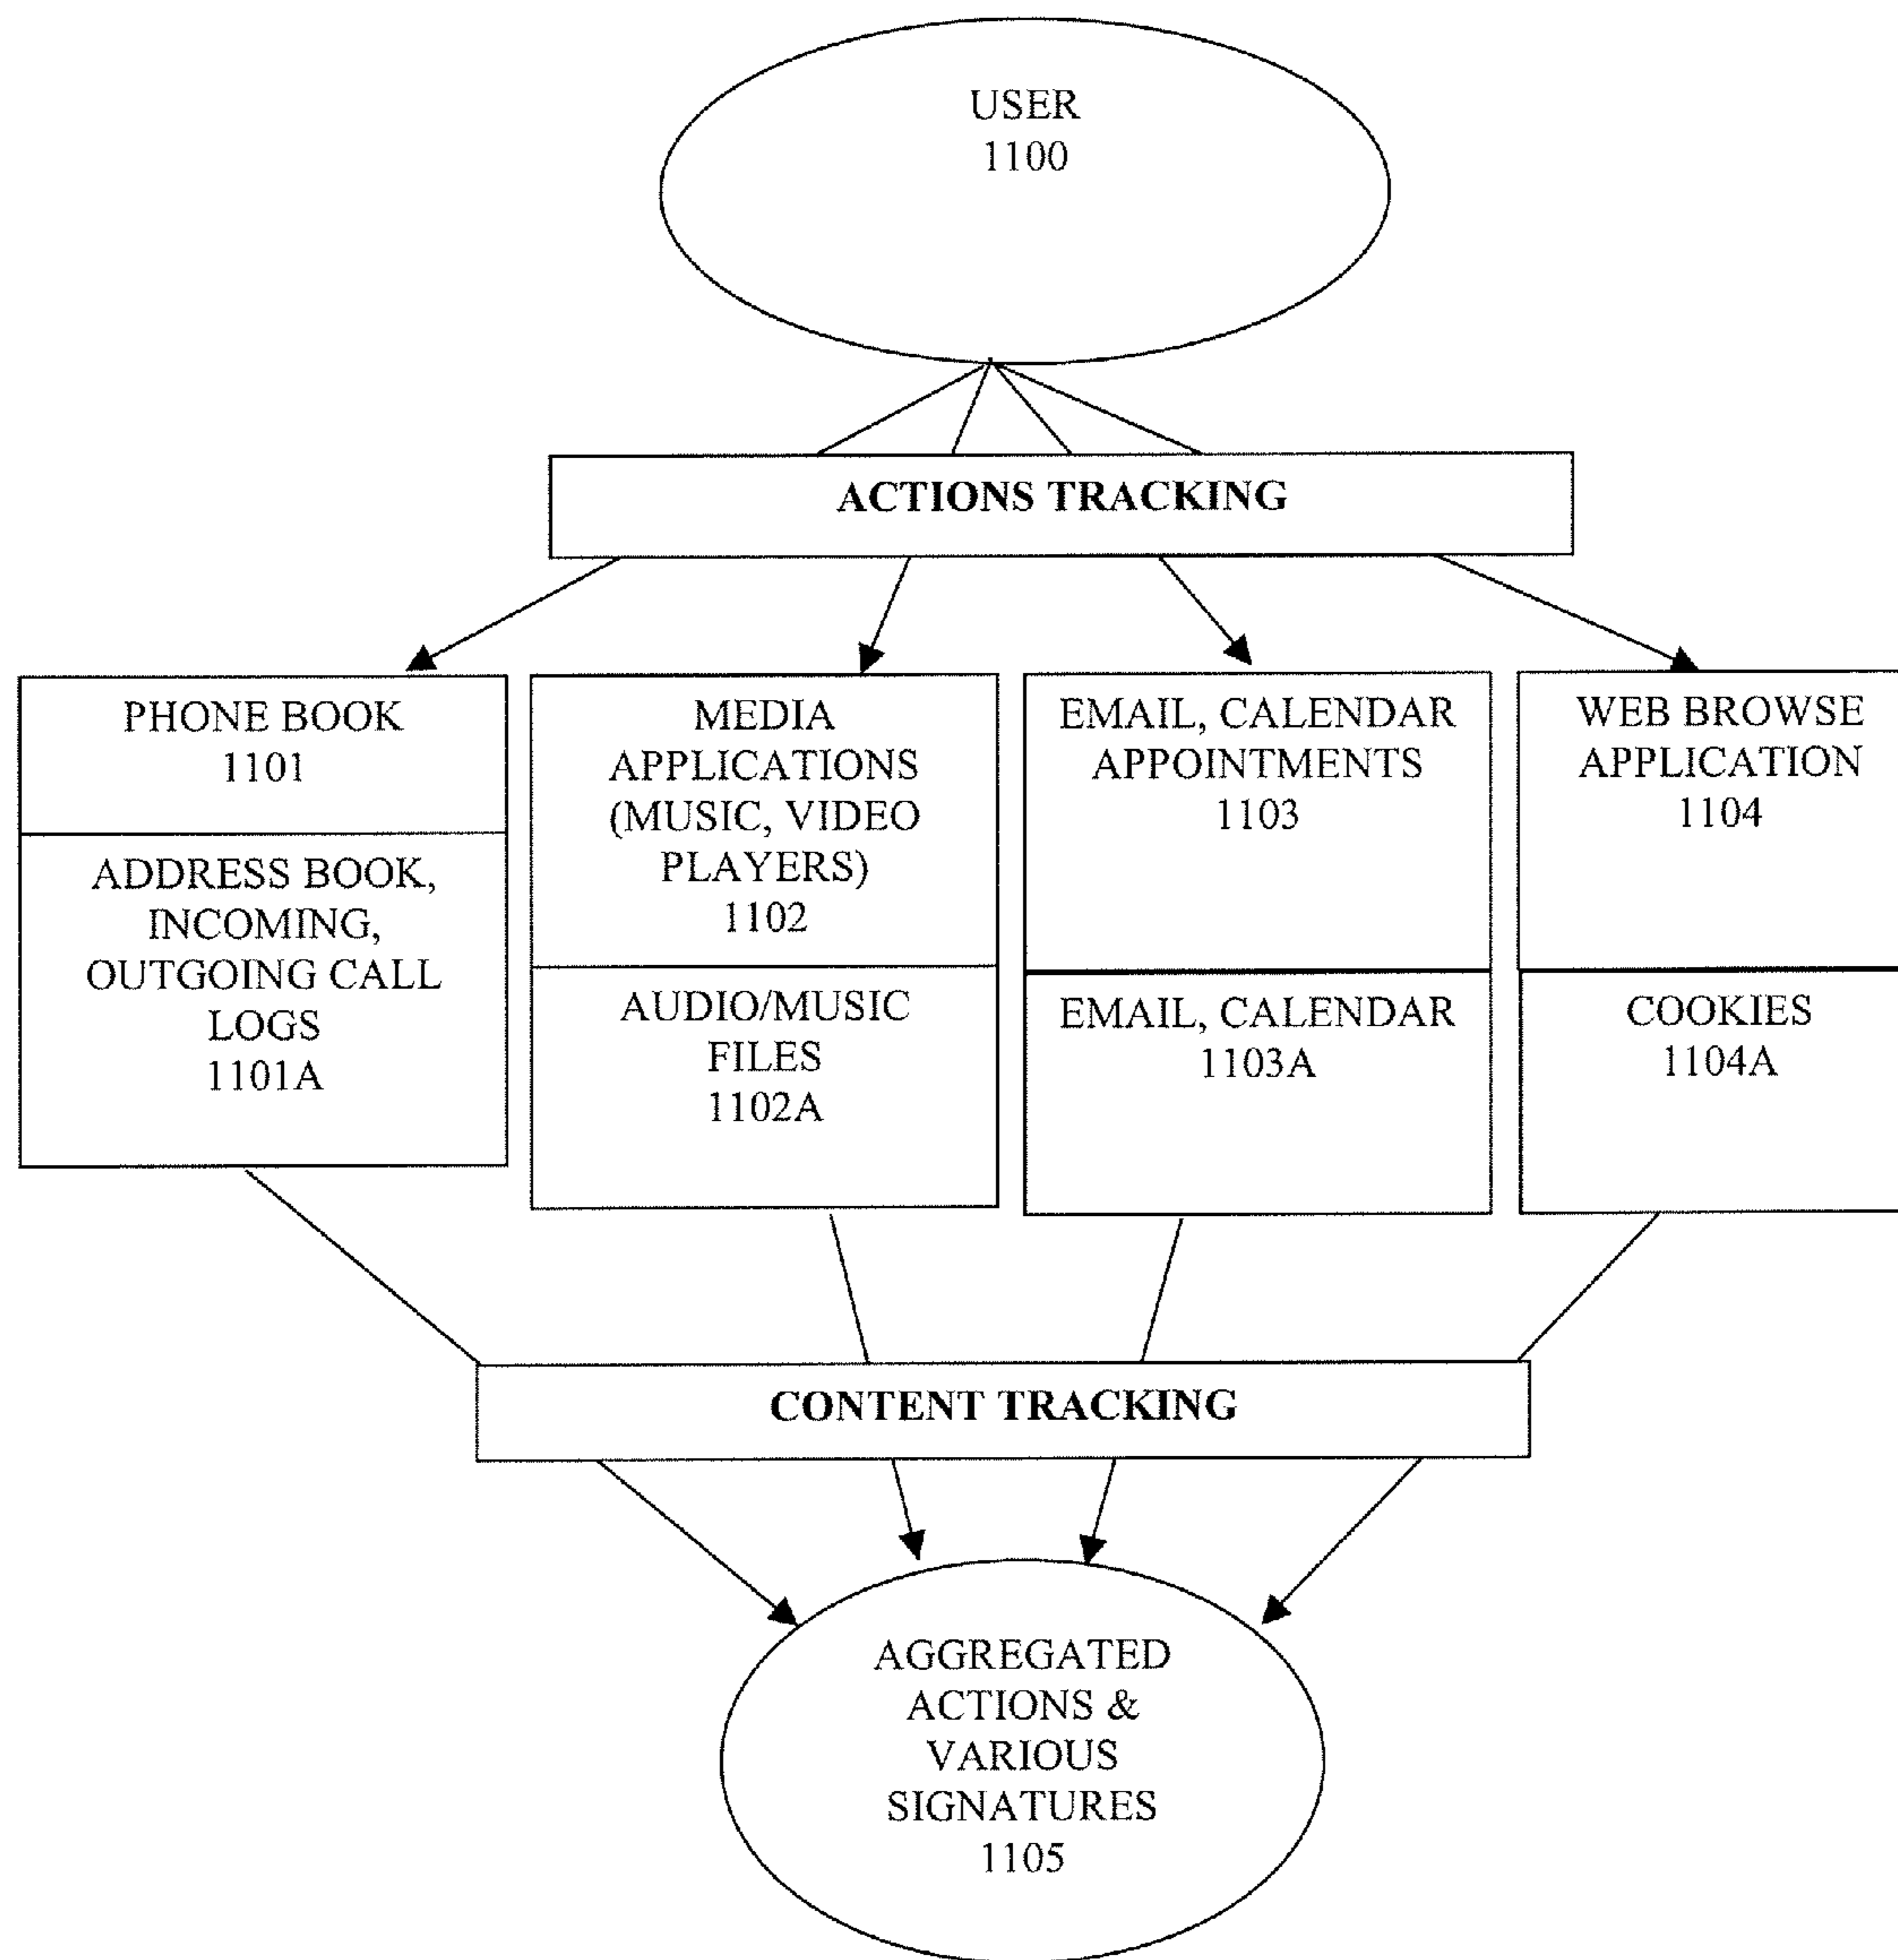 USER
1100
ACTIONS TRACKING
PHONE BOOK
1101
ADDRESS BOOK,
INCOMING,
OUTGOING CALL
LOGS
1101A
MEDIA
APPLICATIONS
(MUSIC, VIDEO
PLAYERS)
1102
AUDIO/MUSIC
FILES
1102A
EMAIL, CALENDAR
APPOINTMENTS
1103
EMAIL, CALENDAR
1103A
WEB BROWSE
APPLICATION
1104
COOKIES
1104A
CONTENT TRACKING
AGGREGATED
ACTIONS &
VARIOUS
SIGNATURES
1105